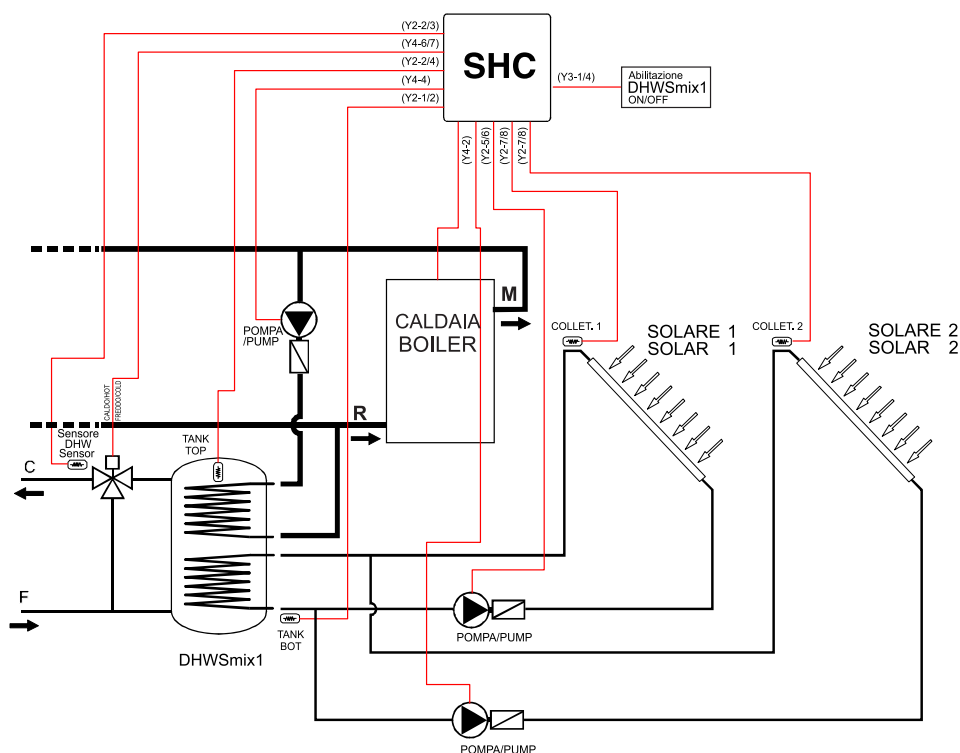 (Y2-2/3)
(Y4-6/7)
(Y2-2/4)
(Y4-4)
(Y2-1/2)
SHC
(Y3-1/4)
Abilitazione
DHWSmix1
ON/OFF
(Y4-2)
(Y2-5/6)
(Y2-7/8)
(Y2-7/8)
M
CALDAIA
BOILER
POMPA
/PUMP
COLLET. 1
SOLARE 1
SOLAR 1
COLLET. 2
SOLARE 2
SOLAR 2
CALDO/HOT
FREDDO/COLD
R
Sensore
DHW
Sensor
TANK
TOP
C
F
TANK
BOT
POMPA/PUMP
DHWSmix1
POMPA/PUMP